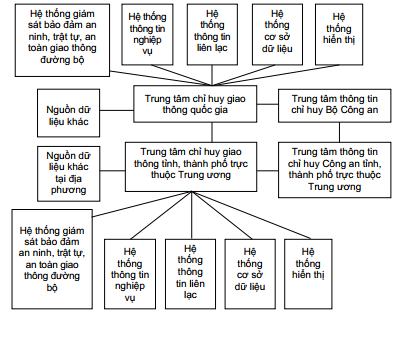 Hệ thống giám
sát bảo đảm an
ninh, trật tự, an
toàn giao thông
đường bộ
Hệ thống
thông tin
nghiệp
vụ
Hệ
thống
thông tin
liên lạc
Hệ
thống
cơ sở
dữ liệu
Hệ
thống
hiển thị
Nguồn dữ
liệu khác
Trung tâm chỉ huy giao
thông quốc gia
Trung tâm thông tin
chỉ huy Bộ Công an
Nguồn dữ
liệu khác
tại địa
phương
Trung tâm chỉ huy giao
thông tỉnh, thành phố trực
thuộc Trung ương
Trung tâm thông tin
chỉ huy Công an tỉnh,
thành phố trực thuộc
Trung ương
Hệ thống giám
sát bảo đảm
an ninh, trật tự,
an toàn giao
thông đường
bộ
Hệ
thống
thông tin
nghiệp
vụ
Hệ
thống
thông
tin liên
lạc
Hệ
thống
cơ sở
dữ liệu
Hệ
thống
hiển thị